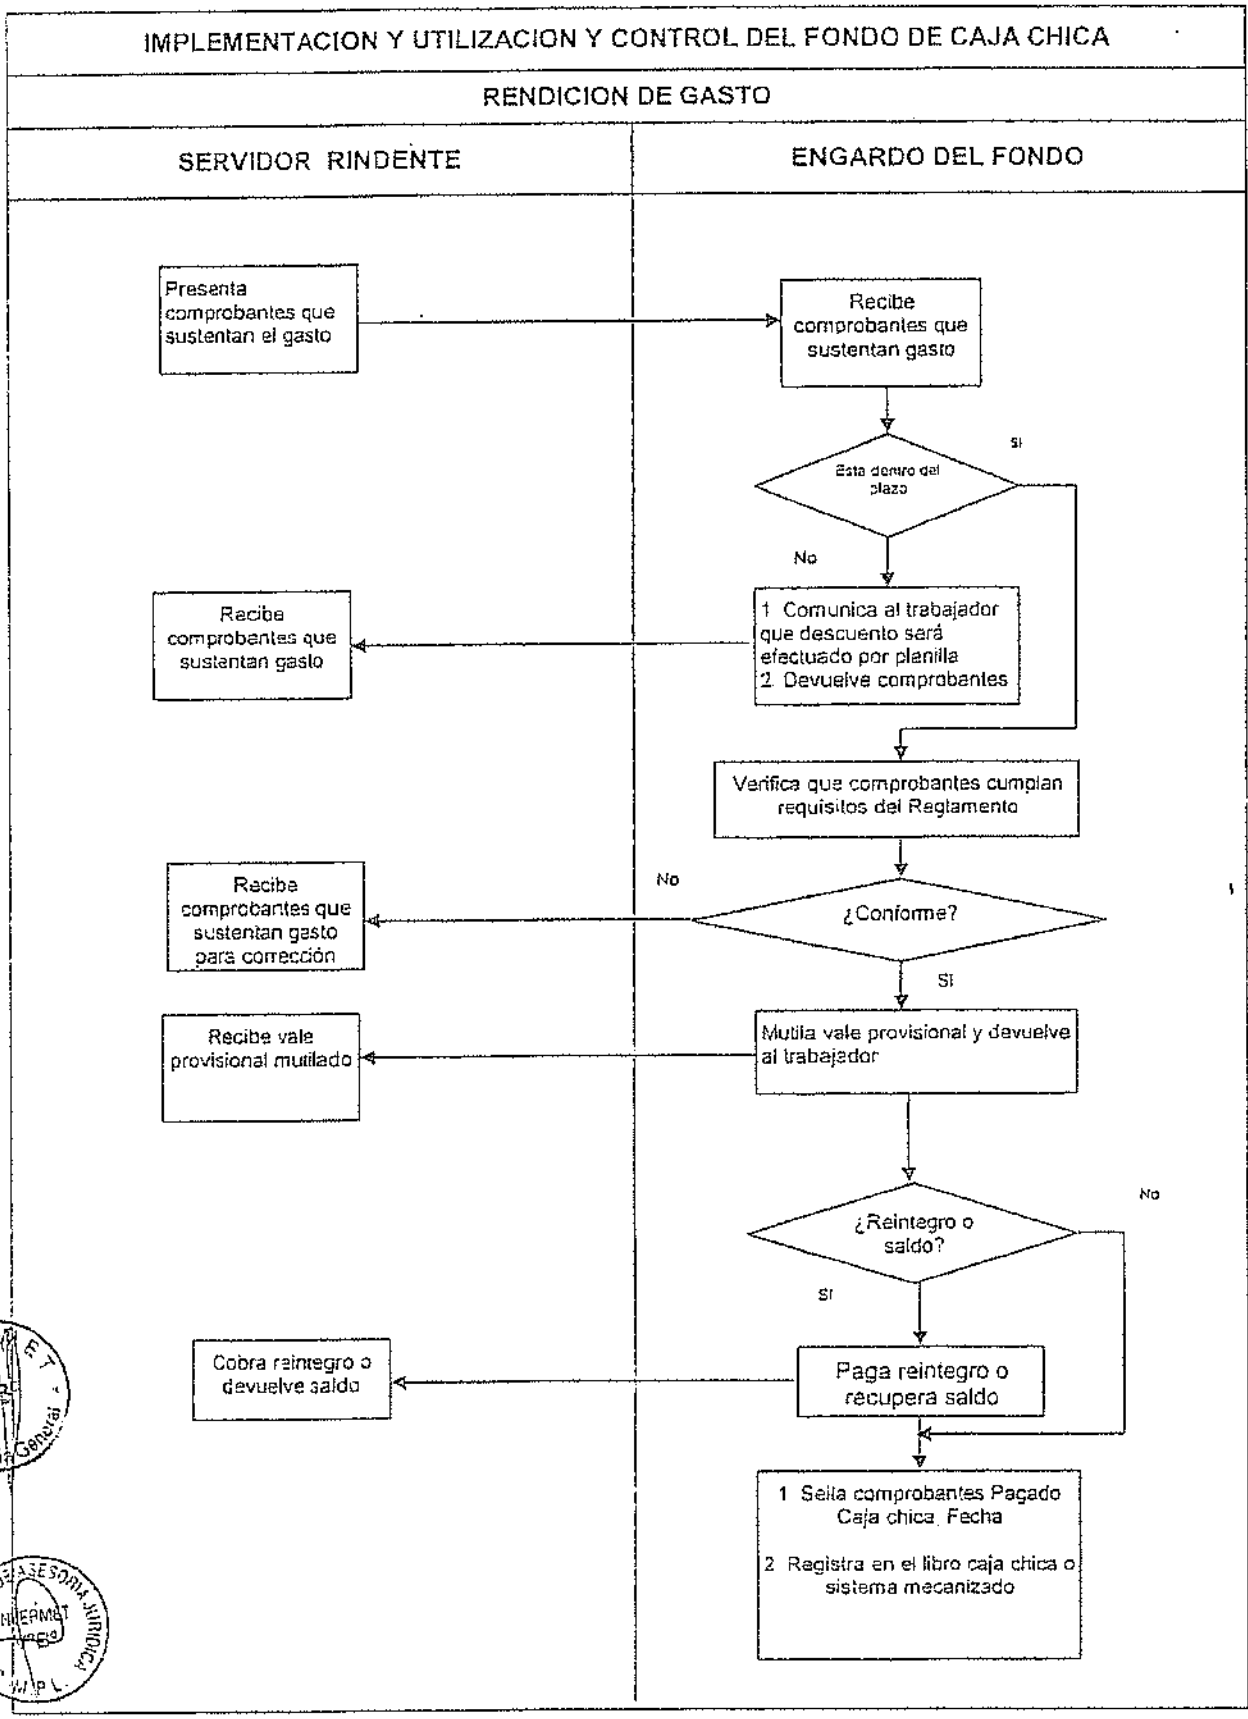 IMPLEMENTACION Y UTILIZACION Y CONTROL DEL FONDO DE CAJA CHICA
RENDICION DE GASTO
SERVIDOR RINDENTE
ENGARDO DEL FONDO
Presenta
comprobantes que
sustentan el gasto
Recibe
comprobantes que
sustentan gasto
Esta dentro del
plazo
SI
No
1 Comunica al trabajador
que descuento será
efectuado por planilla
2. Devuelve comprobantes
Recibe
comprobantes que
sustentan gasto
Verifica que comprobantes cumplan
requisitos del Reglamento
¿Conforme?
No
SI
Recibe
comprobantes que
sustentan gasto
para corrección
Mutila vale provisional y devuelve
al trabajador
Recibe vale
provisional mutilado
¿Reintegro o
saldo?
No
SI
Paga reintegro o
recupera saldo
Cobra reintegro o
devuelve saldo
1 Sella comprobantes Pagado
Caja chica, Fecha
2 Registra en el libro caja chica o
sistema mecanizado
General
ASESORIA JURIDICA